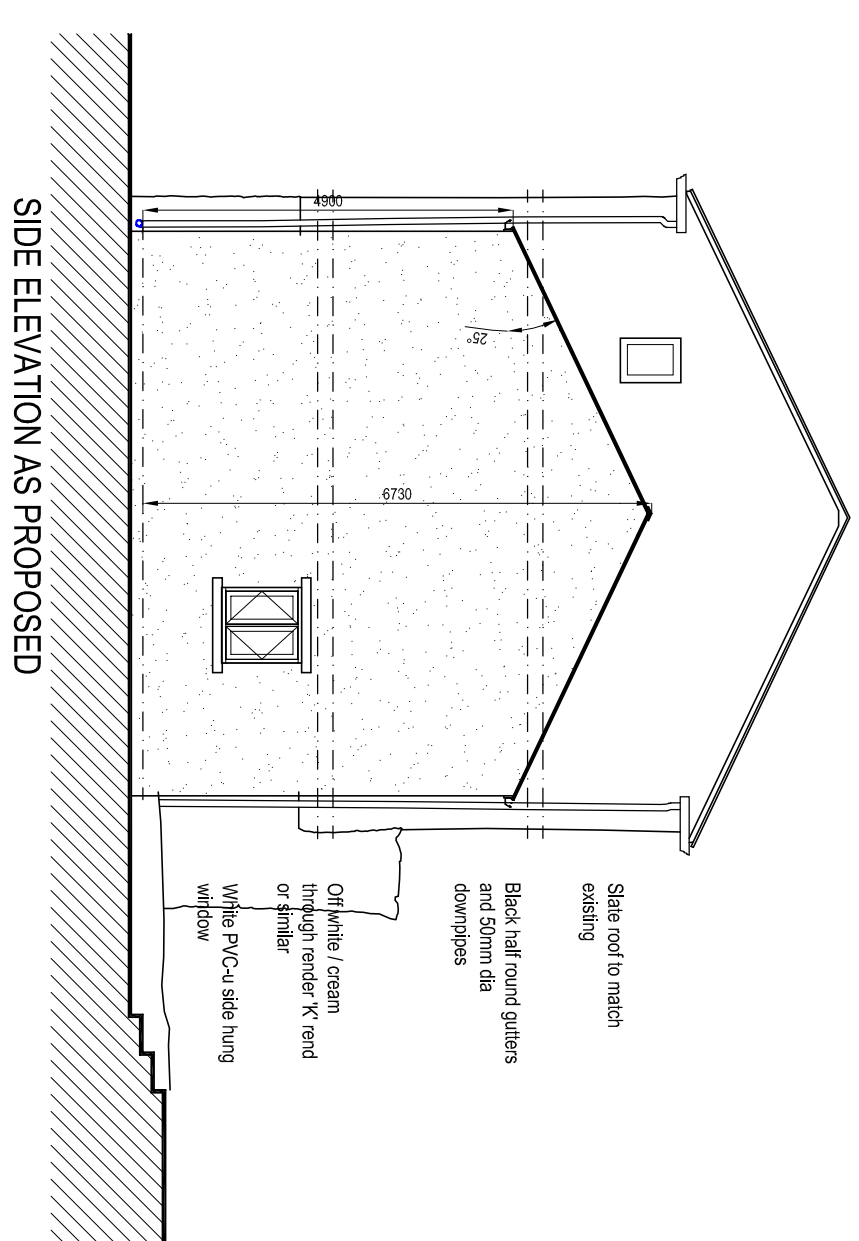 4900
25°
6730
Slate roof to match
existing
Black half round gutters
and 50mm dia
downpipes
Off white / cream
through render 'K' rend
or similar
White PVC-u side hung
window
SIDE ELEVATION AS PROPOSED